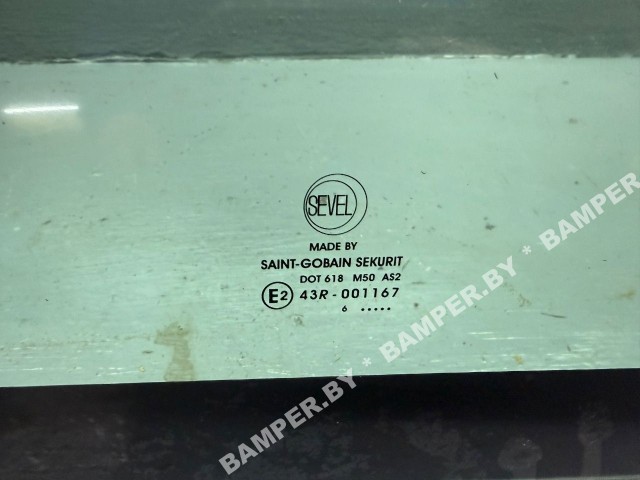 SEVEL
MADE BY
SAINT-GOBAIN SEKURIT
DOT 618 M50 AS2
E2 43R - 001167
6 .....
BAMPER.BY * BAMPER.BY * BAMPER.BY